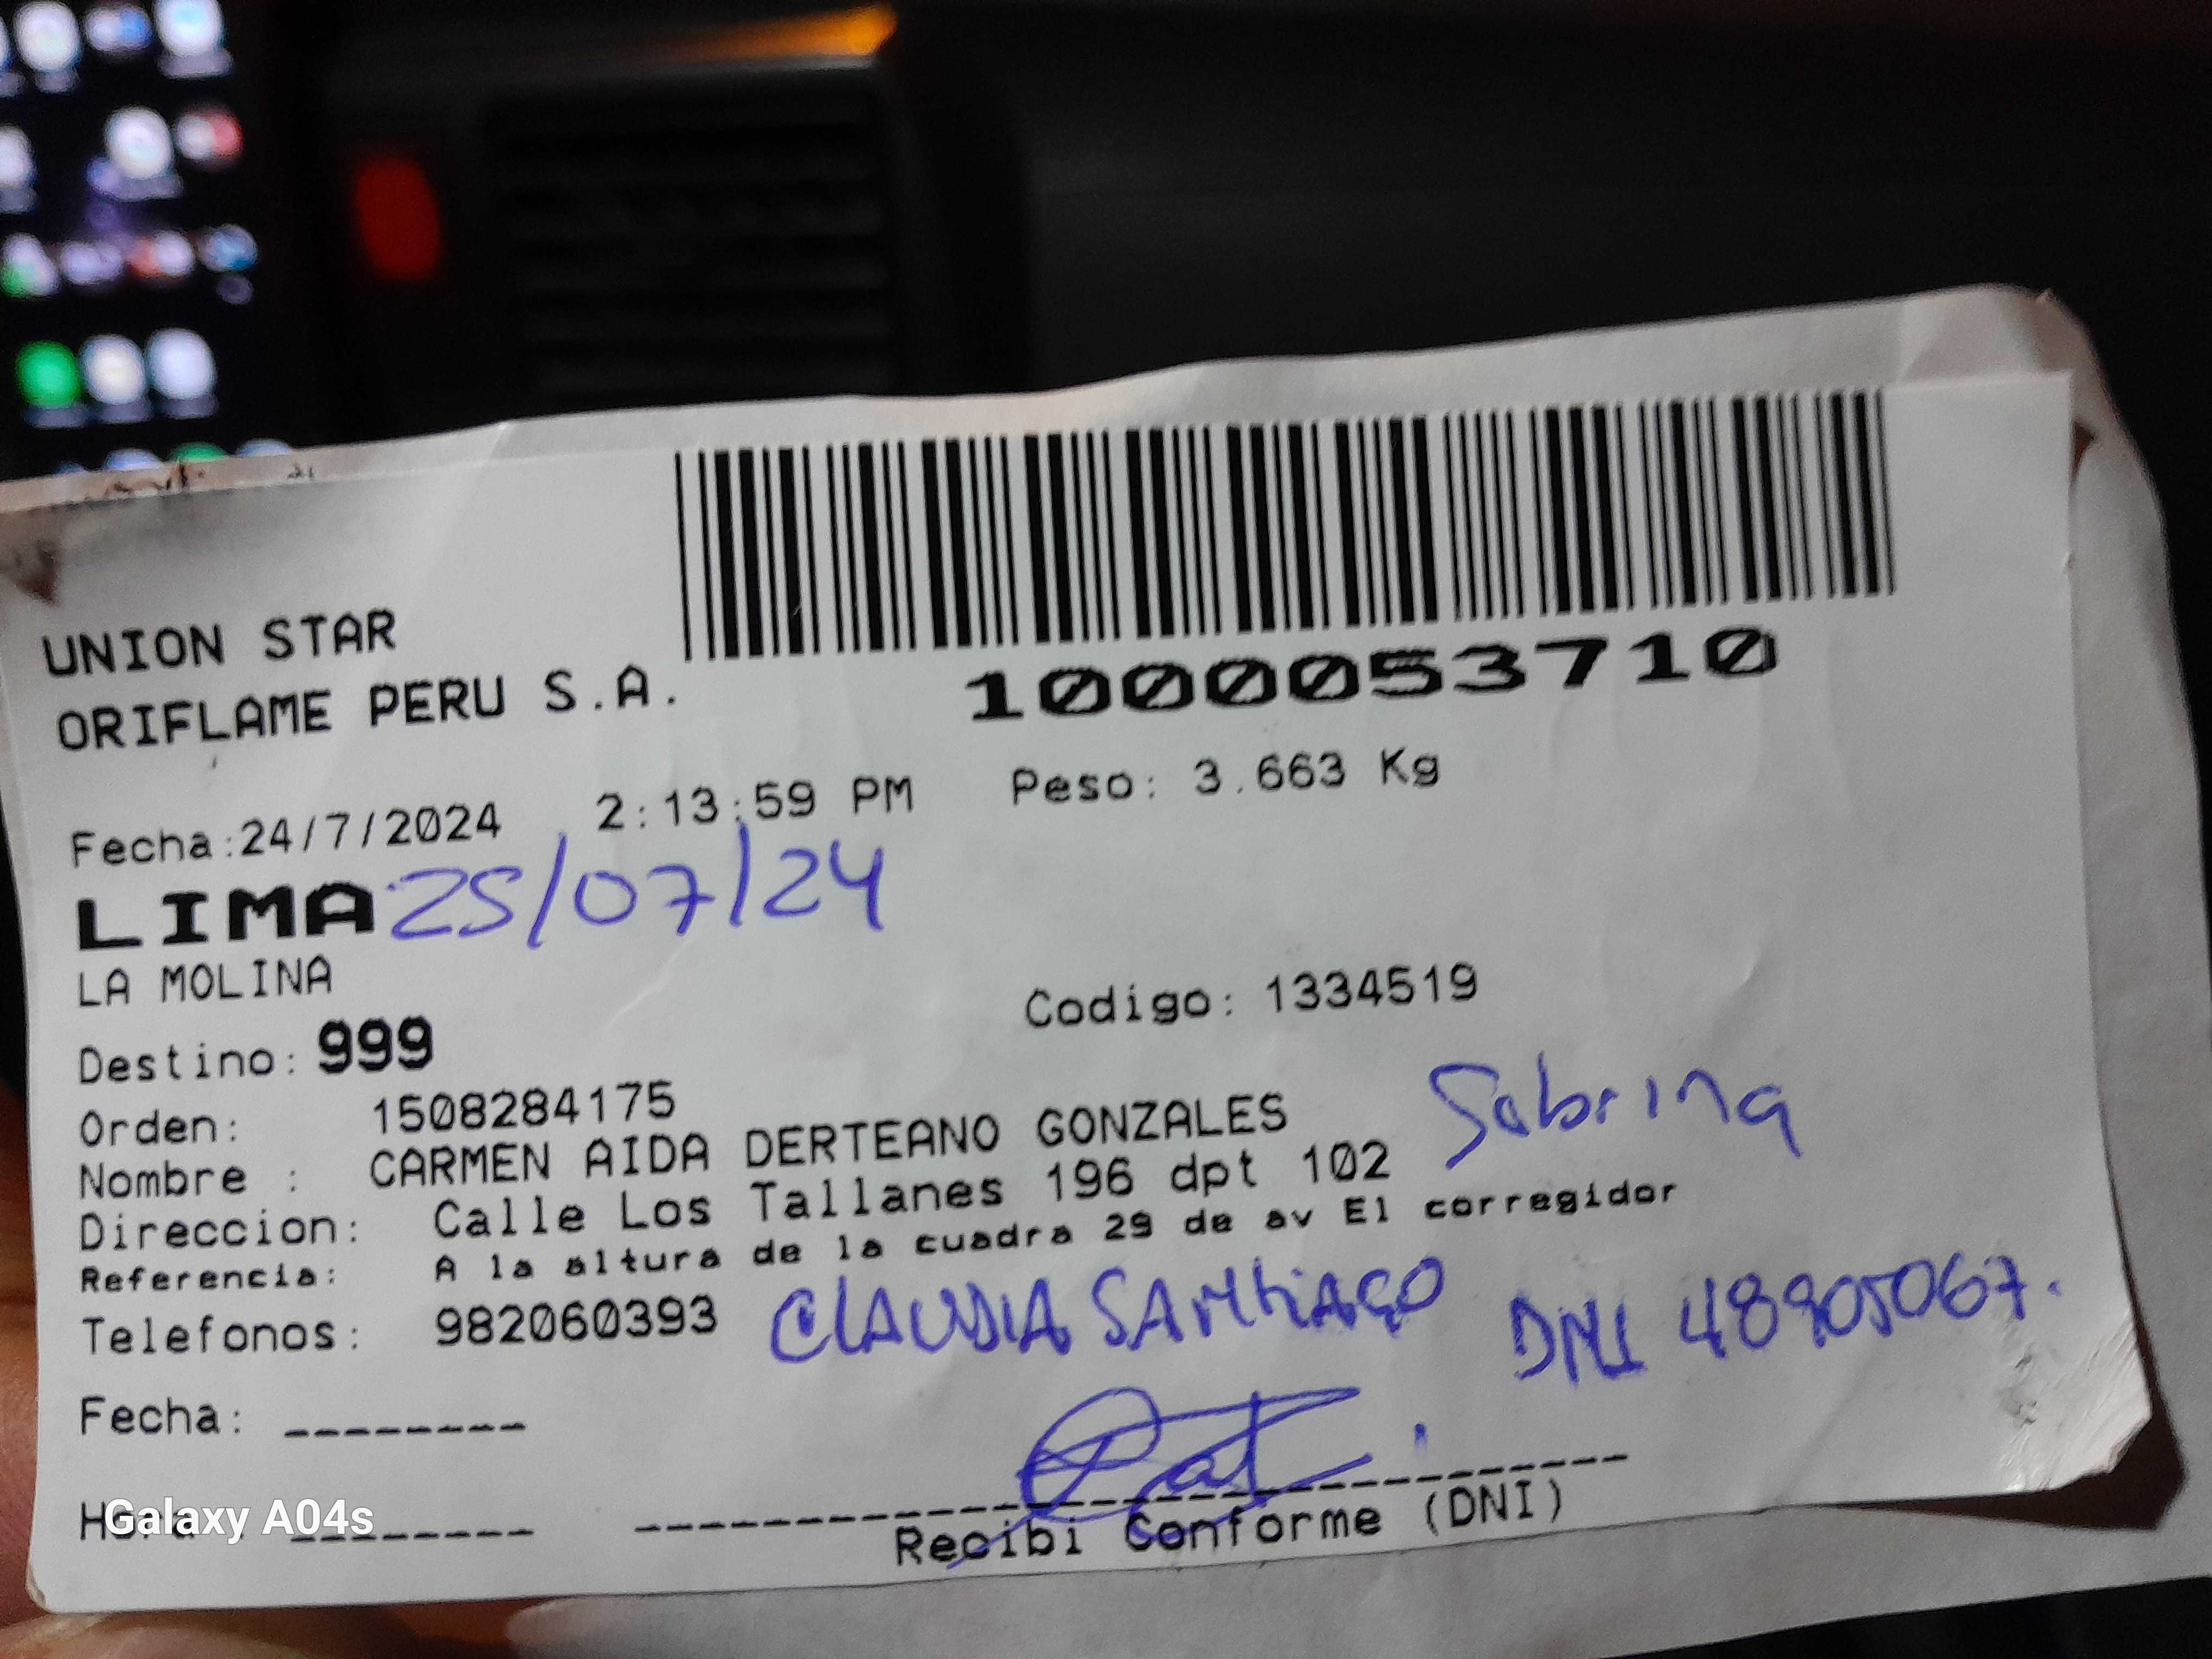 UNION STAR
ORIFLAME PERU S.A.
1000053710
Fecha:24/7/2024 2:13:59 PM Peso: 3.663 Kg
LIMA 25/07/24
LA MOLINA
Codigo: 1334519
Destino: 999
Orden: 1508284175
Nombre : CARMEN AIDA DERTEANO GONZALES Sabrina
Direccion: Calle Los Tallanes 196 dpt 102
Referencia: A la altura de la cuadra 29 de av El corregidor
Telefonos: 982060393 CLAUDIA SANTIAGO DNI 48905067.
Fecha: --------
Hora --------
Recibi Conforme (DNI)
Galaxy A04s